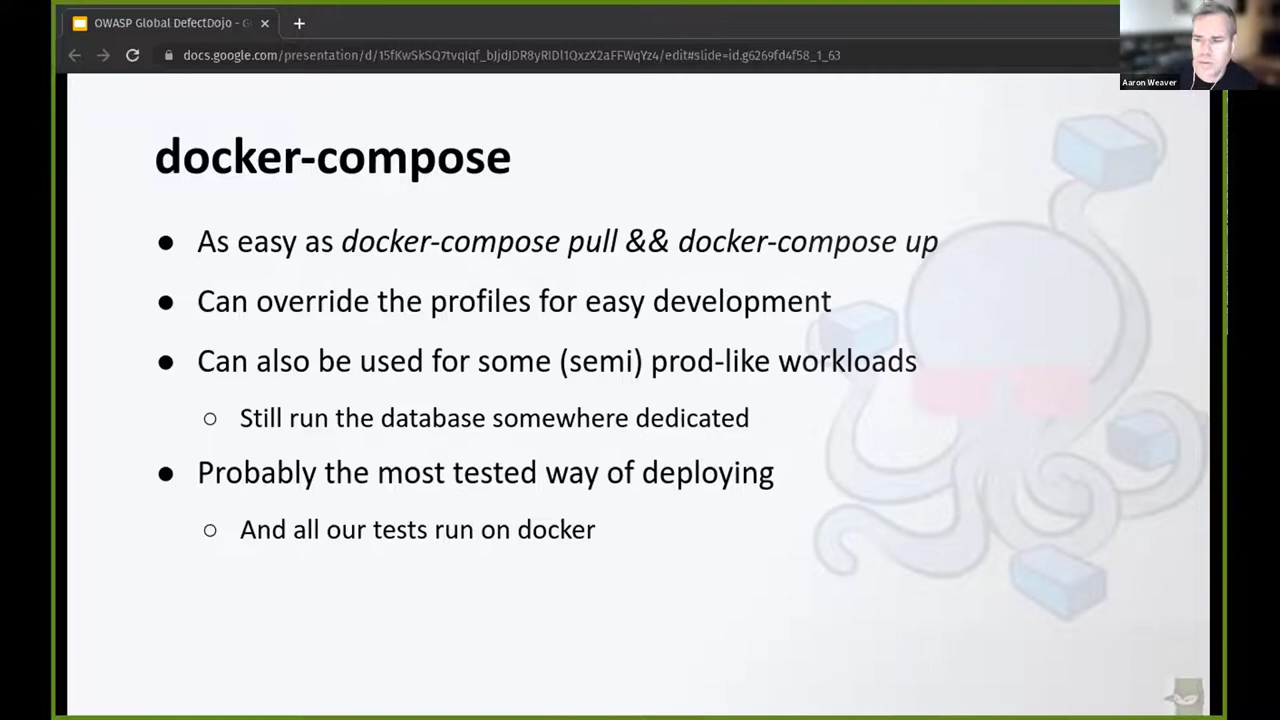 OWASP Global DefectDojo - G
docs.google.com/presentation/d/15fKwSkSQ7tvqIqf_bJjqIDR8yRIDl1QxzX2aFFWqYz4/edit#slide=id.g6269fd4f58_1_63
Aaron Weaver
docker-compose
● As easy as docker-compose pull && docker-compose up
● Can override the profiles for easy development
● Can also be used for some (semi) prod-like workloads
○ Still run the database somewhere dedicated
● Probably the most tested way of deploying
○ And all our tests run on docker